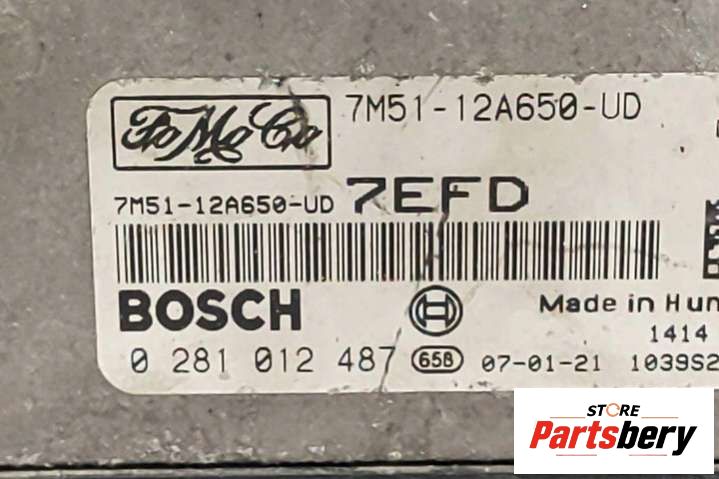 FoMoCo
7M51-12A650-UD
7M51-12A650-UD 7EFD
BOSCH
Made in Hun
1414
0 281 012 487 658 07-01-21 1039S2
STORE
Partsbery